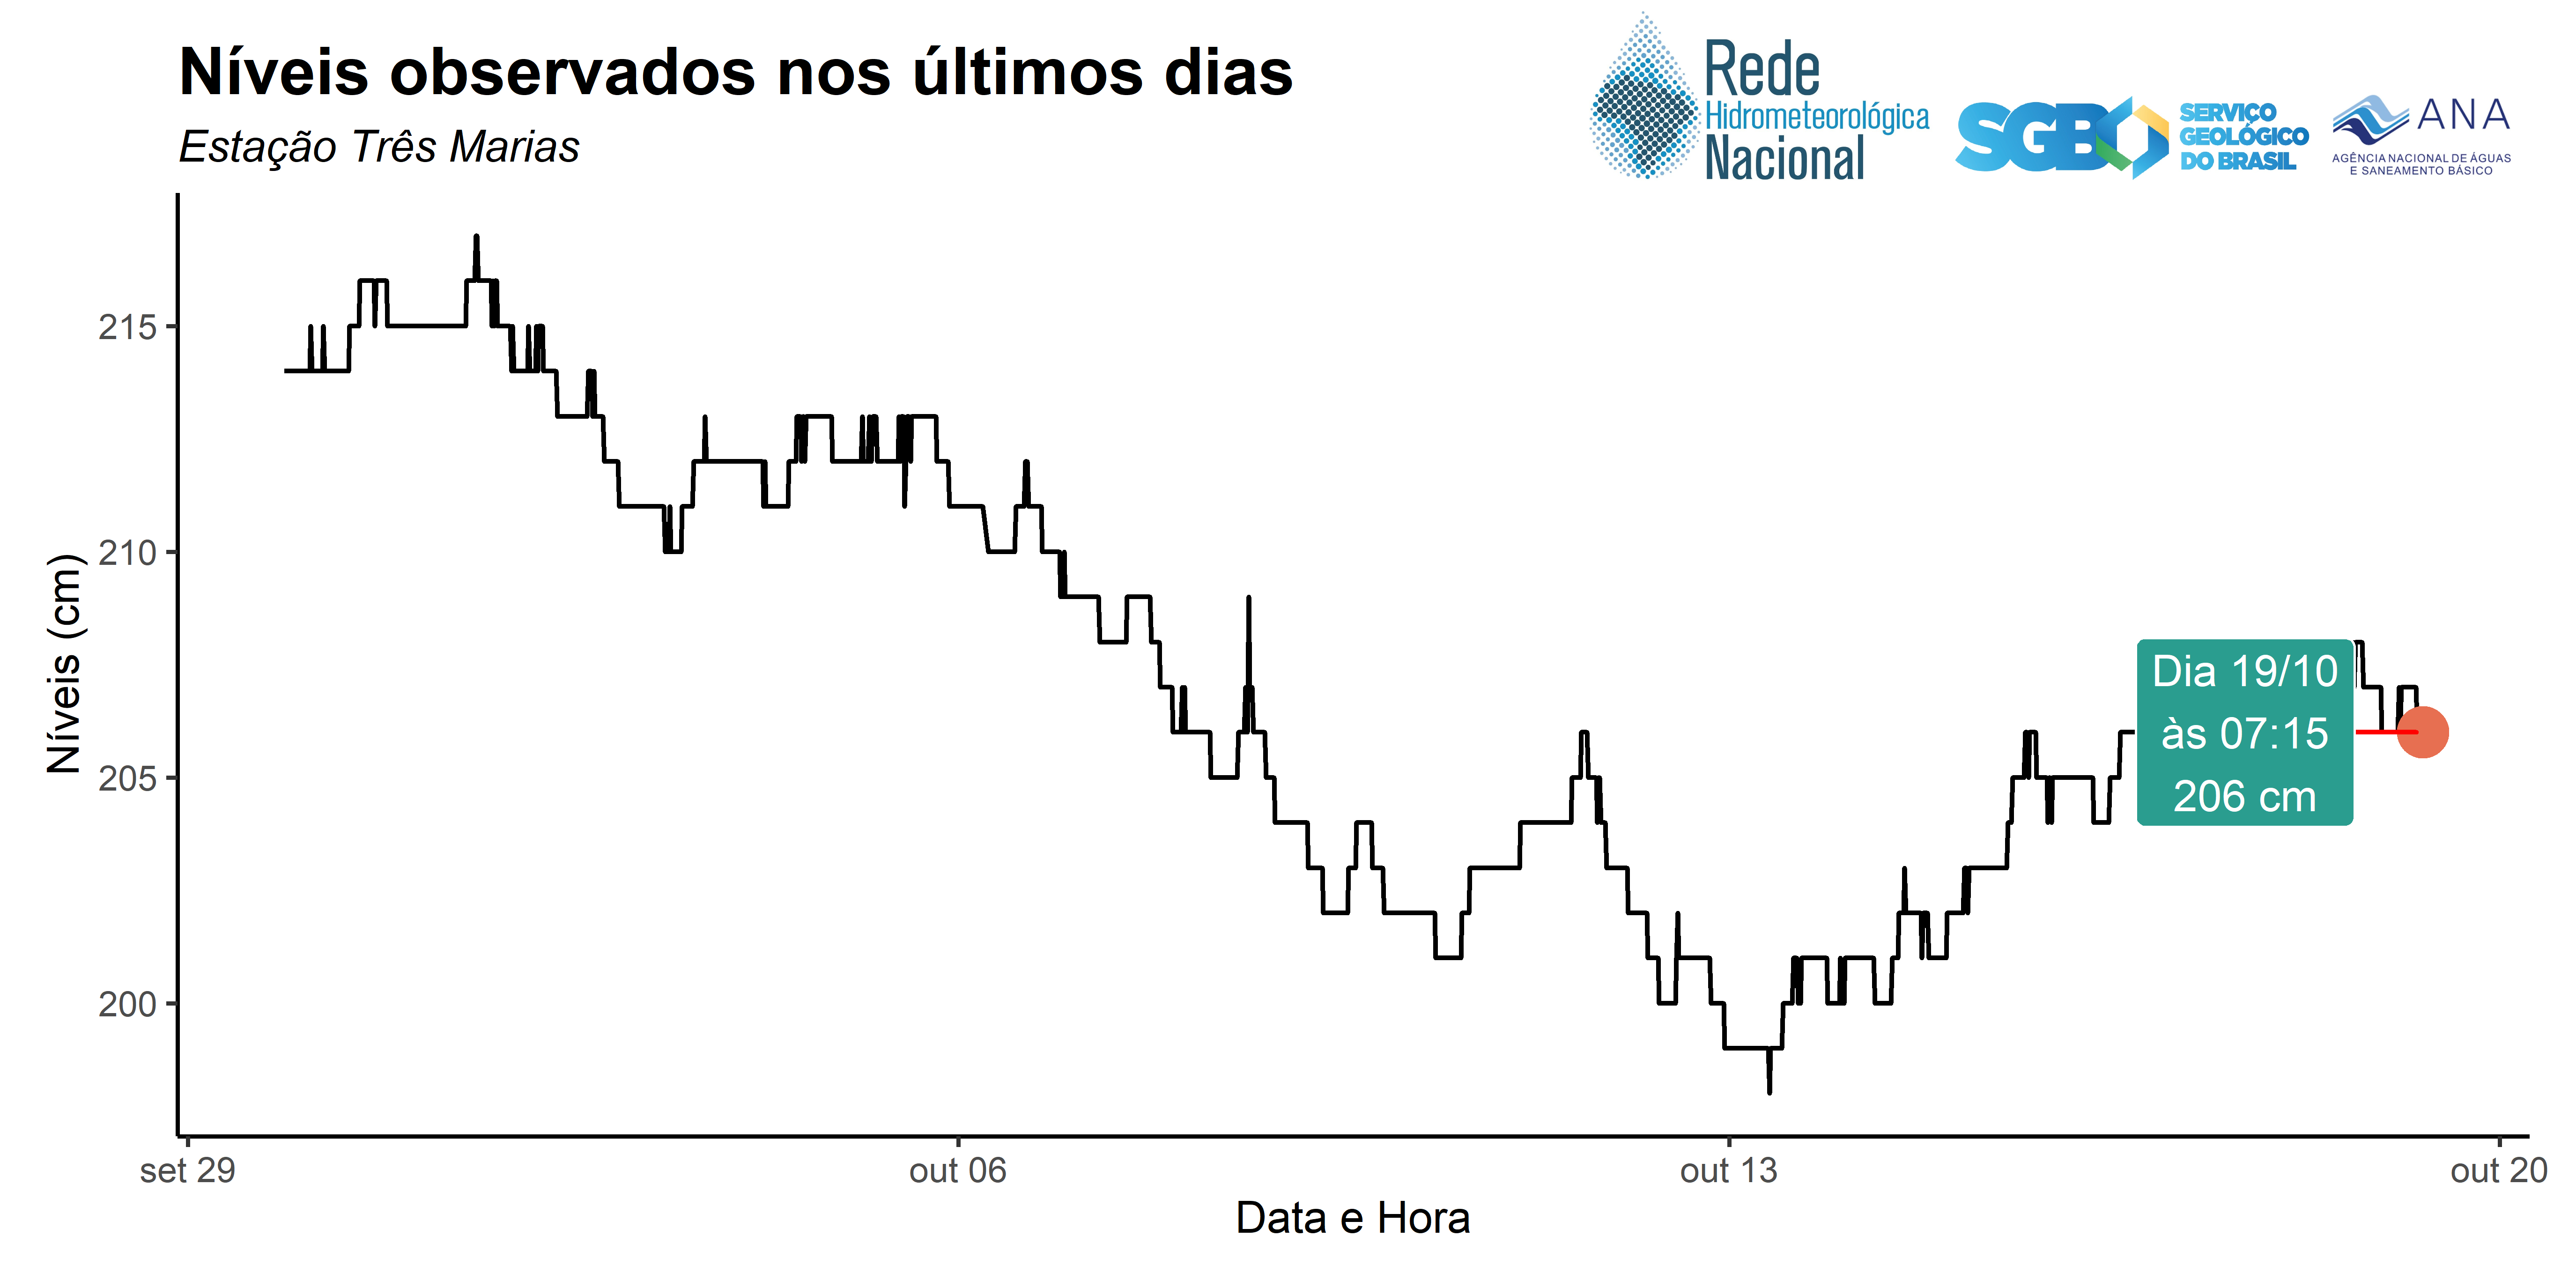 Níveis observados nos últimos dias
Estação Três Marias
Rede
Hidrometeorológica
Nacional
SGB
SERVIÇO
GEOLÓGICO
DO BRASIL
ANA
AGÊNCIA NACIONAL DE ÁGUAS
E SANEAMENTO BÁSICO
Níveis (cm)
215
210
205
200
Dia 19/10
às 07:15
206 cm
set 29
out 06
out 13
out 20
Data e Hora